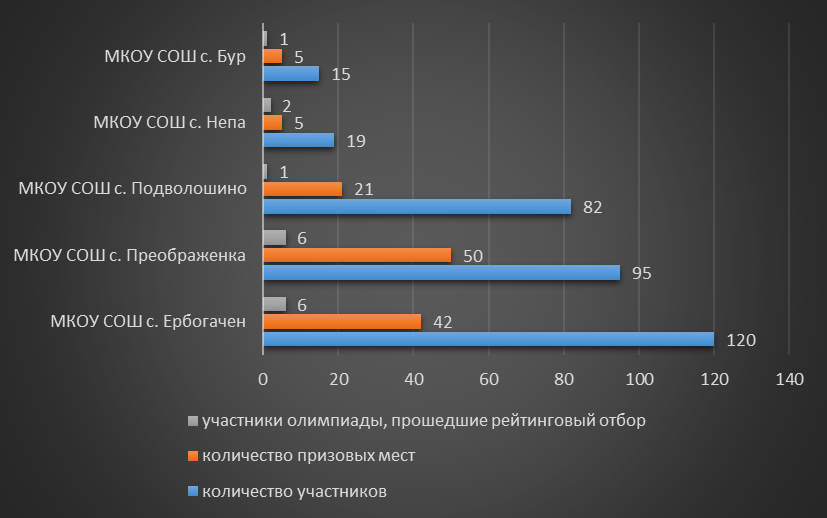 МКОУ СОШ с. Бур
1
5
15
МКОУ СОШ с. Непа
2
5
19
МКОУ СОШ с. Подволошино
1
21
82
МКОУ СОШ с. Преображенка
6
50
95
МКОУ СОШ с. Ербогачен
6
42
120
0 20 40 60 80 100 120 140
участники олимпиады, прошедшие рейтинговый отбор
количество призовых мест
количество участников